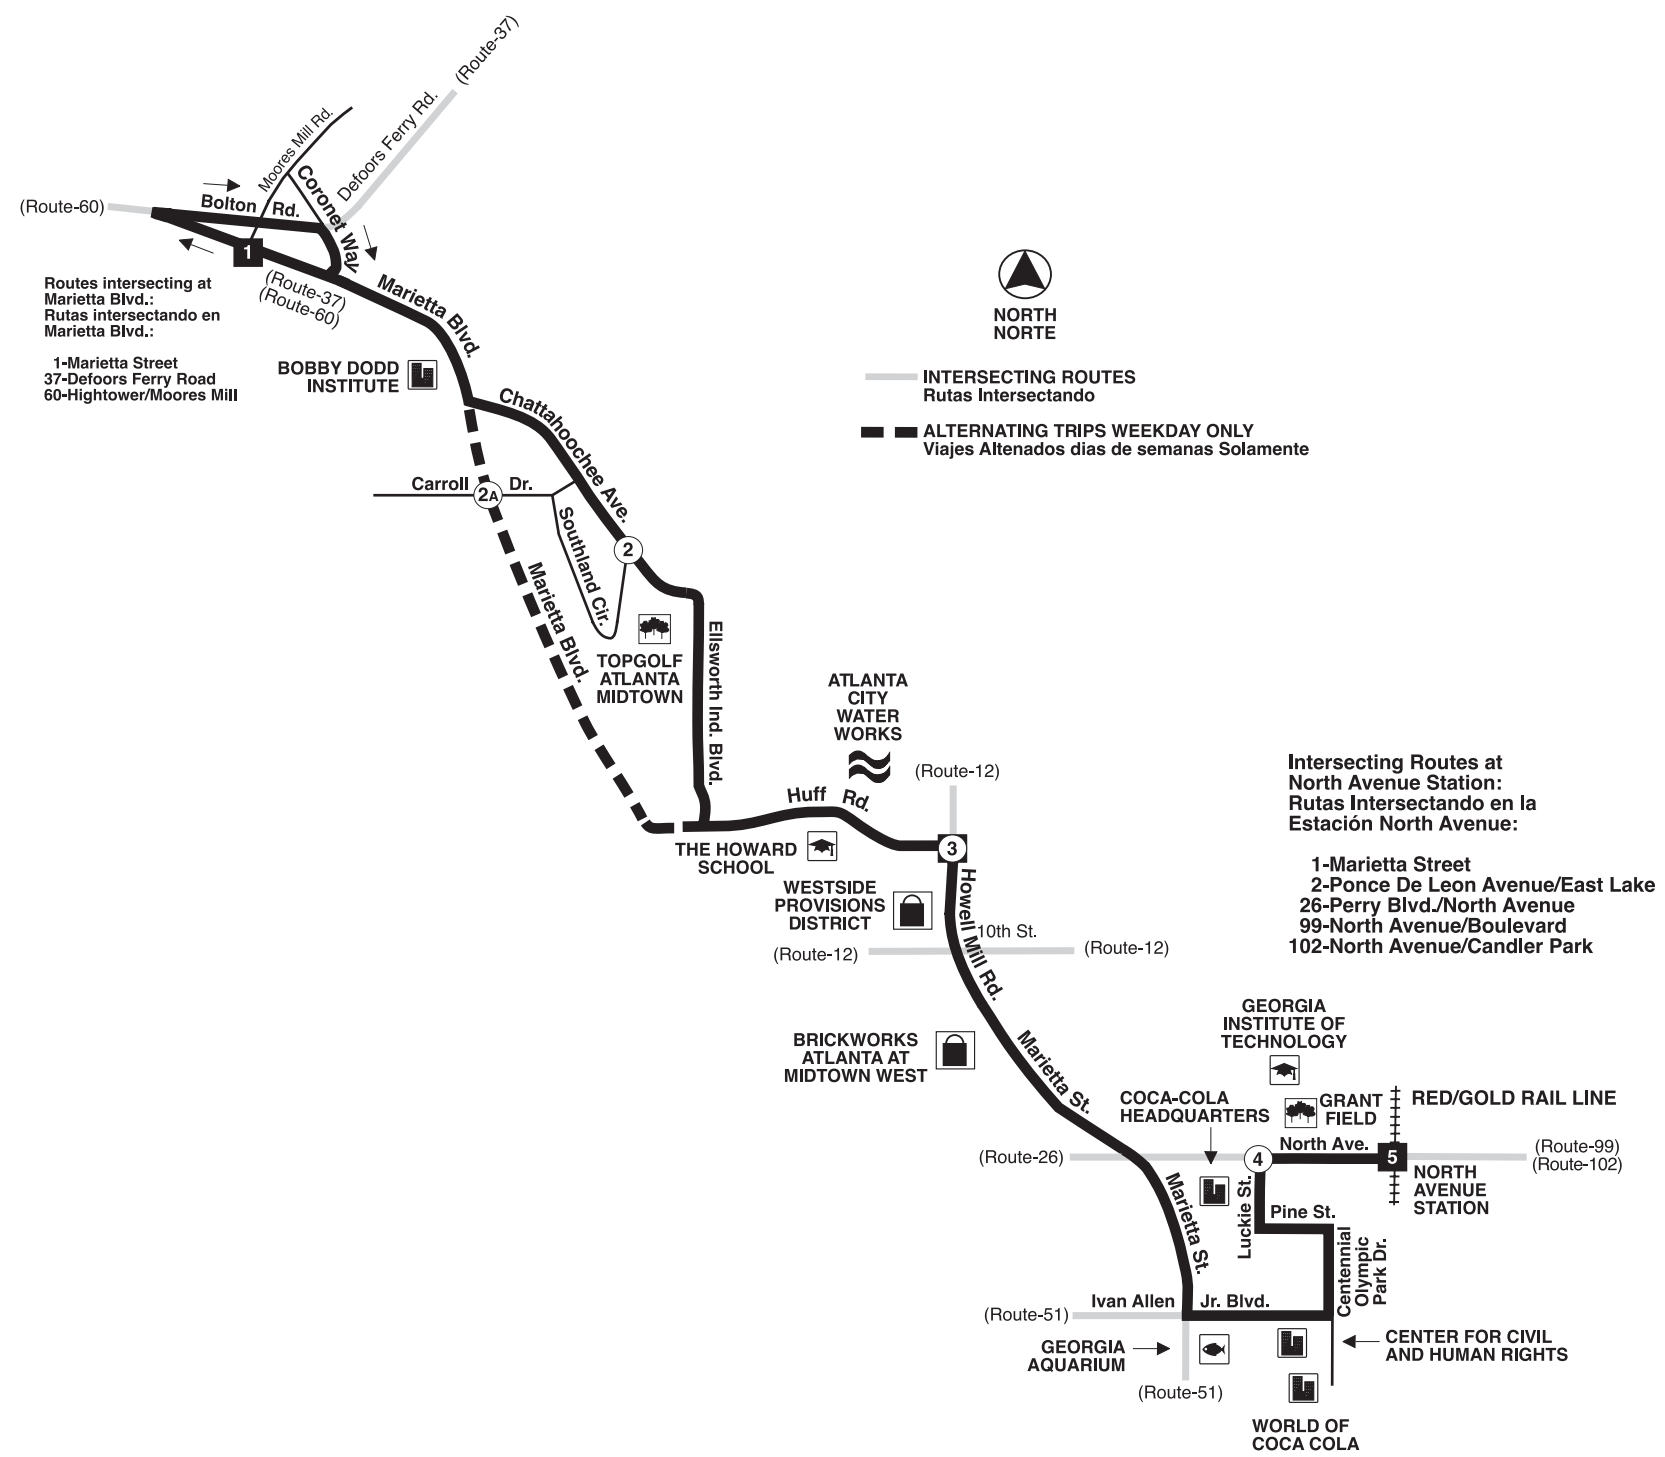 (Route-37)
Defoors Ferry Rd.
Moores Mill Rd.
Coronet Way
(Route-60)
Bolton Rd.
1
(Route-37)
(Route-60)
Marietta Blvd.
Routes intersecting at
Marietta Blvd.:
Rutas intersectando en
Marietta Blvd.:
1-Marietta Street
37-Defoors Ferry Road
60-Hightower/Moores Mill
NORTH
NORTE
INTERSECTING ROUTES
Rutas Intersectando
ALTERNATING TRIPS WEEKDAY ONLY
Viajes Altenados dias de semanas Solamente
BOBBY DODD
INSTITUTE
Chattahoochee Ave.
Carroll Dr.
2A
Southland Cir.
2
Marietta Blvd.
TOPGOLF
ATLANTA
MIDTOWN
Ellsworth Ind. Blvd.
ATLANTA
CITY
WATER
WORKS
(Route-12)
Huff Rd.
3
THE HOWARD
SCHOOL
WESTSIDE
PROVISIONS
DISTRICT
Howell Mill Rd.
10th St.
(Route-12)
(Route-12)
Intersecting Routes at
North Avenue Station:
Rutas Intersectando en la
Estación North Avenue:
1-Marietta Street
2-Ponce De Leon Avenue/East Lake
26-Perry Blvd./North Avenue
99-North Avenue/Boulevard
102-North Avenue/Candler Park
BRICKWORKS
ATLANTA AT
MIDTOWN WEST
Marietta St.
GEORGIA
INSTITUTE OF
TECHNOLOGY
COCA-COLA
HEADQUARTERS
GRANT
FIELD
RED/GOLD RAIL LINE
(Route-26)
4
North Ave.
5
(Route-99)
(Route-102)
NORTH
AVENUE
STATION
Marietta St.
Luckie St.
Pine St.
Centennial
Olympic
Park Dr.
(Route-51)
Ivan Allen Jr. Blvd.
GEORGIA
AQUARIUM
(Route-51)
CENTER FOR CIVIL
AND HUMAN RIGHTS
WORLD OF
COCA COLA